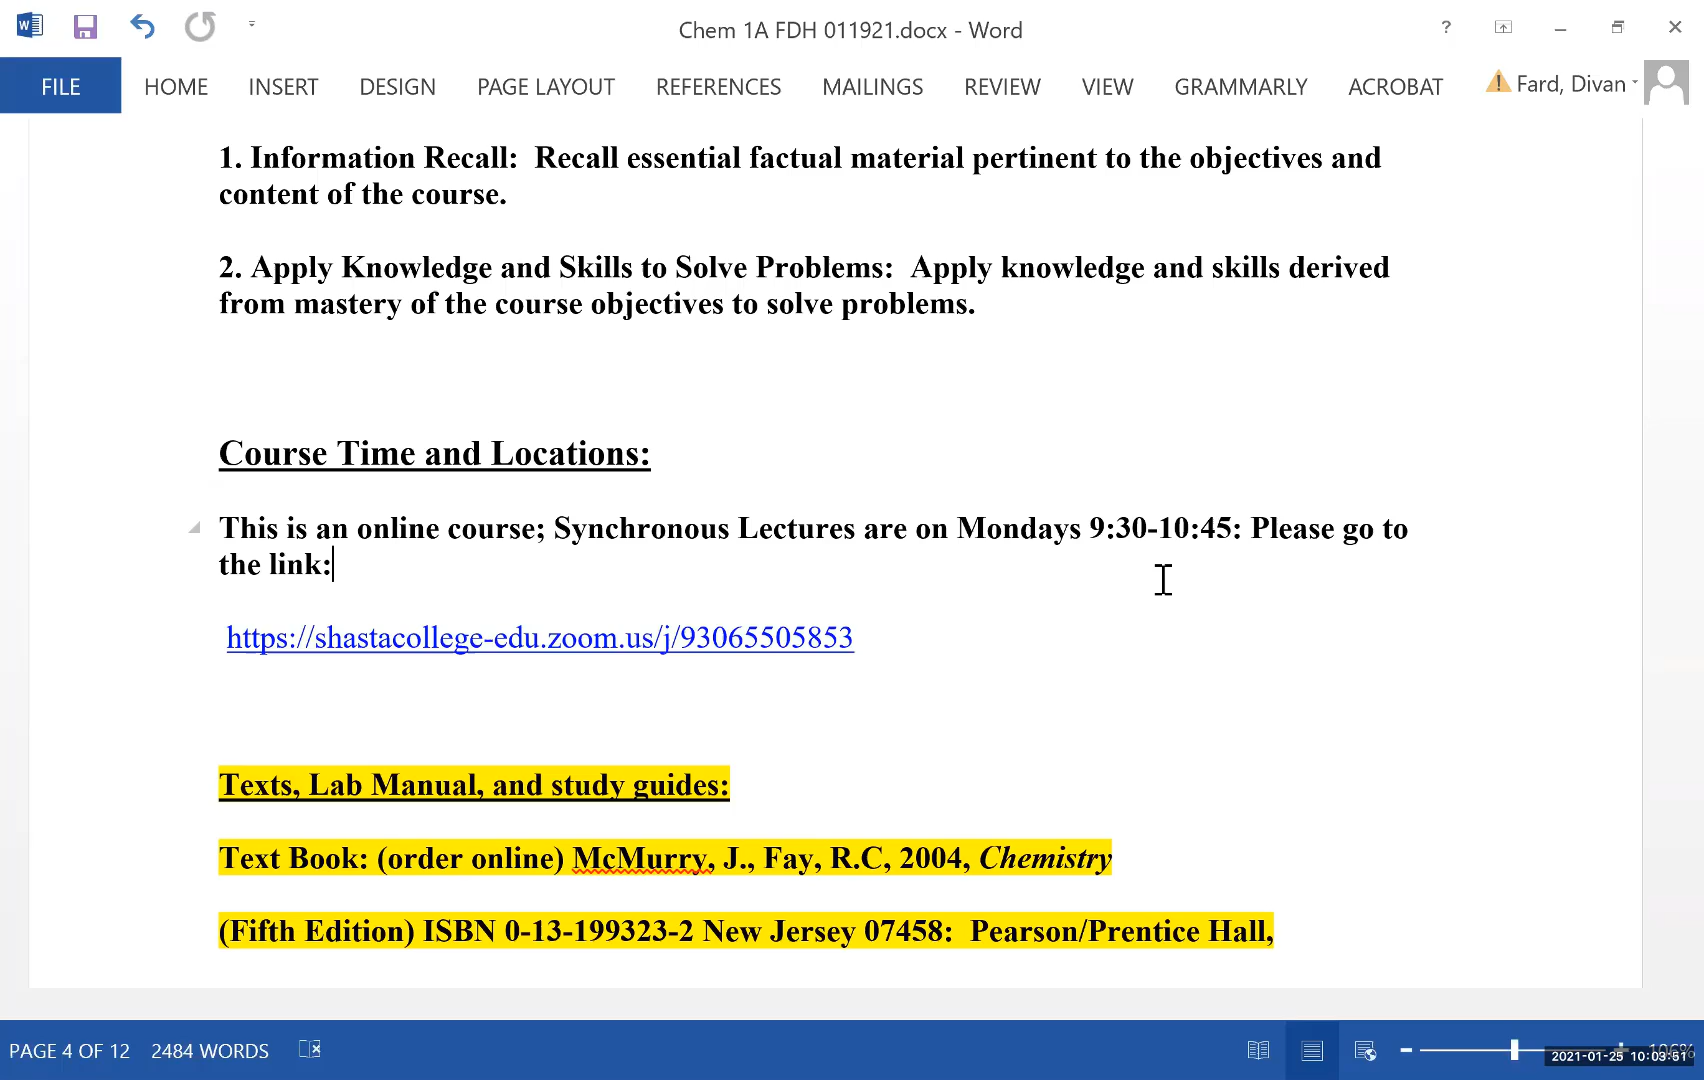 Chem 1A FDH 011921.docx - Word
?
FILE HOME INSERT DESIGN PAGE LAYOUT REFERENCES MAILINGS REVIEW VIEW GRAMMARLY ACROBAT Fard, Divan
1. Information Recall:  Recall essential factual material pertinent to the objectives and
content of the course.
2. Apply Knowledge and Skills to Solve Problems:  Apply knowledge and skills derived
from mastery of the course objectives to solve problems.
Course Time and Locations:
This is an online course; Synchronous Lectures are on Mondays 9:30-10:45: Please go to
the link:
https://shastacollege-edu.zoom.us/j/93065505853
Texts, Lab Manual, and study guides:
Text Book: (order online) McMurry, J., Fay, R.C, 2004, Chemistry
(Fifth Edition) ISBN 0-13-199323-2 New Jersey 07458:  Pearson/Prentice Hall,
PAGE 4 OF 12 2484 WORDS
2021-01-25 10:03:51